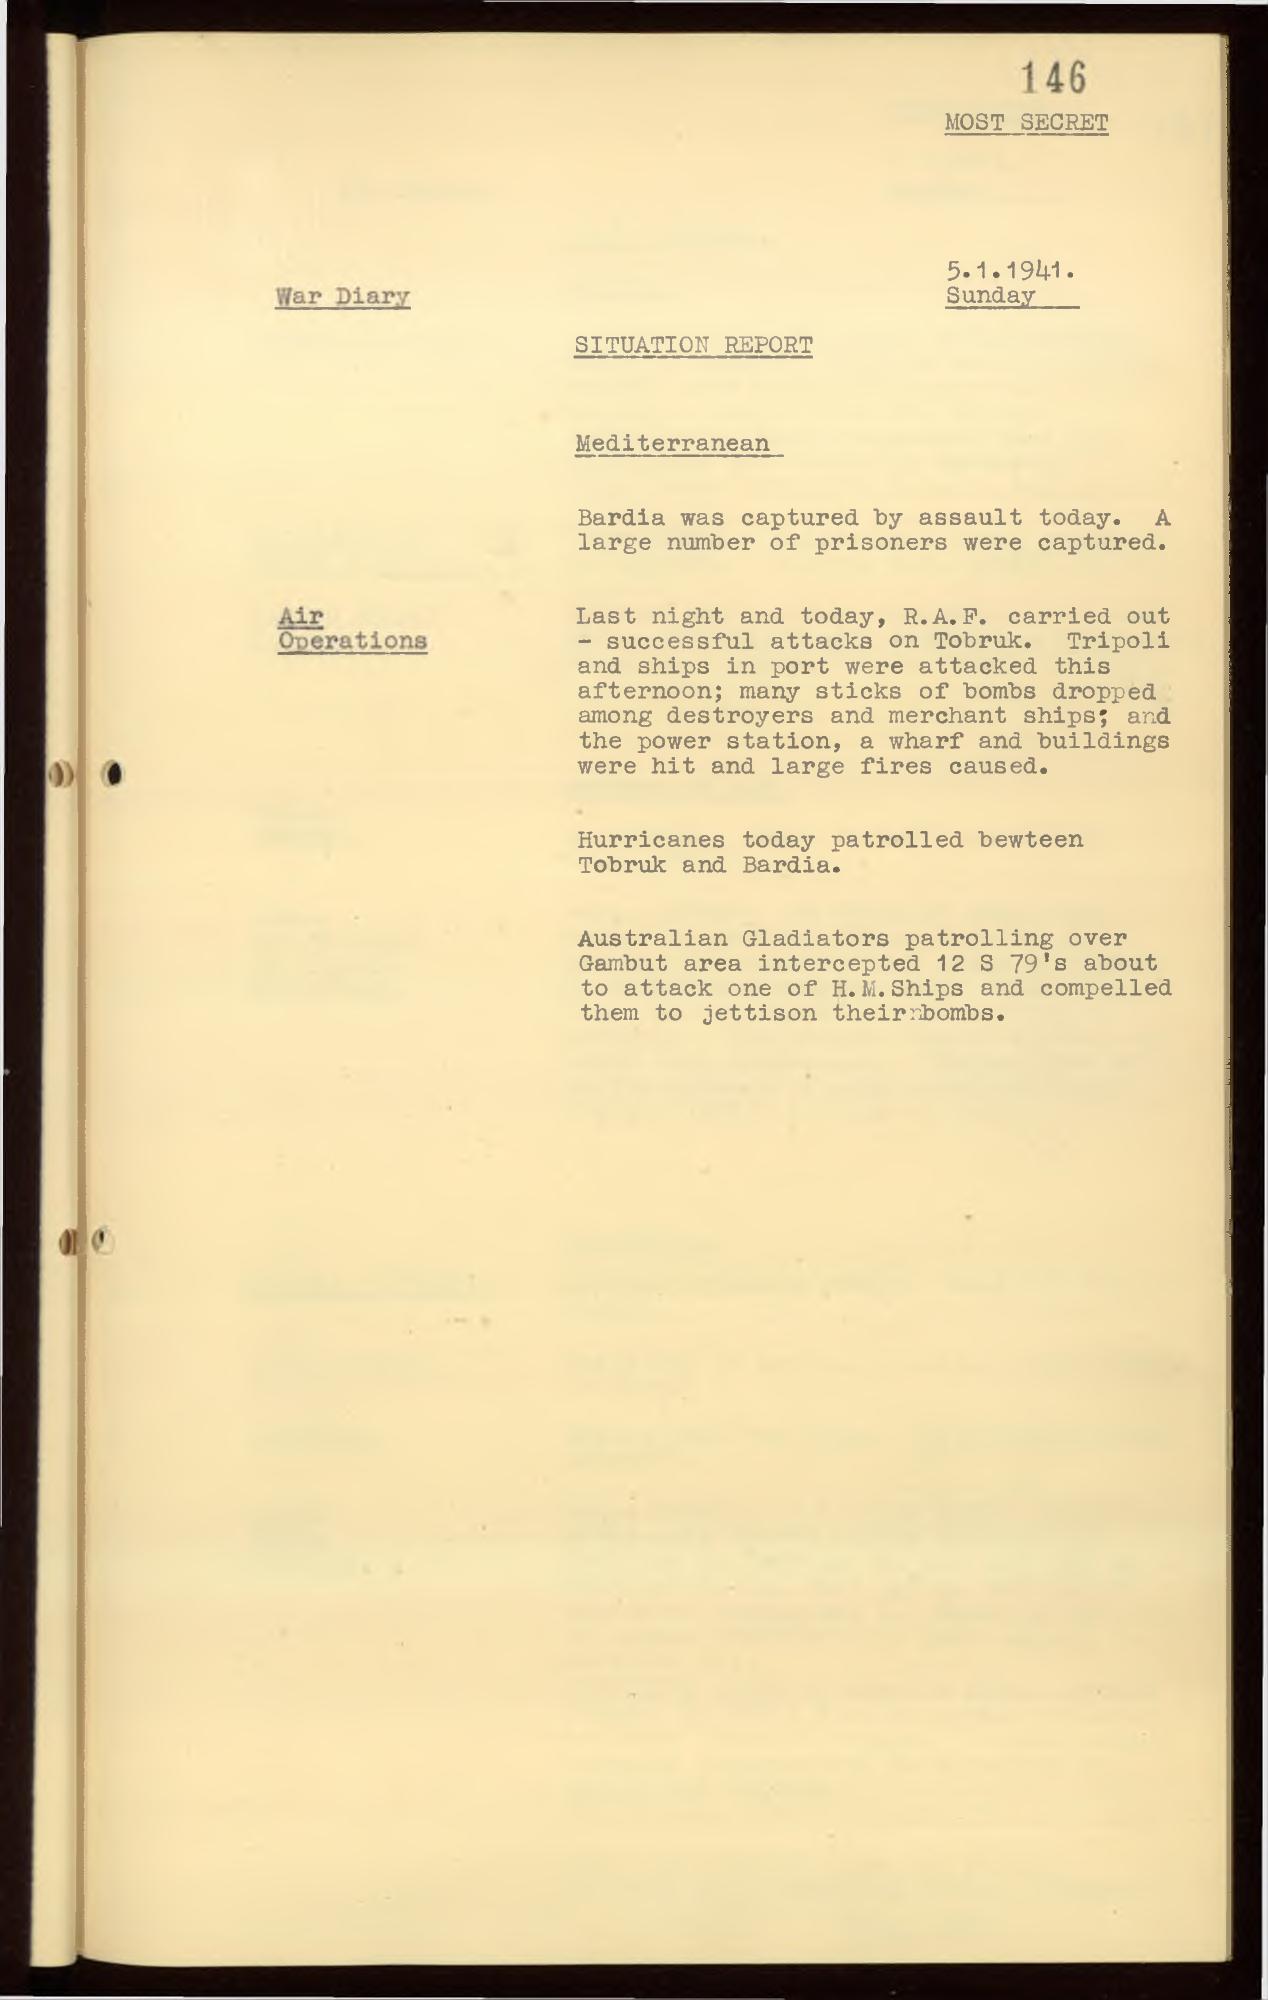 146
MOST SECRET
5.1.1941.
War Diary
Sunday
SITUATION REPORT
Mediterranean
Bardia was captured by assault today. A
large number of prisoners were captured.
Air
Operations
Last night and today, R.A.F. carried out
- successful attacks on Tobruk. Tripoli
and ships in port were attacked this
afternoon; many sticks of bombs dropped
among destroyers and merchant ships; and
the power station, a wharf and buildings
were hit and large fires caused.
Hurricanes today patrolled bewteen
Tobruk and Bardia.
Australian Gladiators patrolling over
Gambut area intercepted 12 S 79's about
to attack one of H.M.Ships and compelled
them to jettison their bombs.